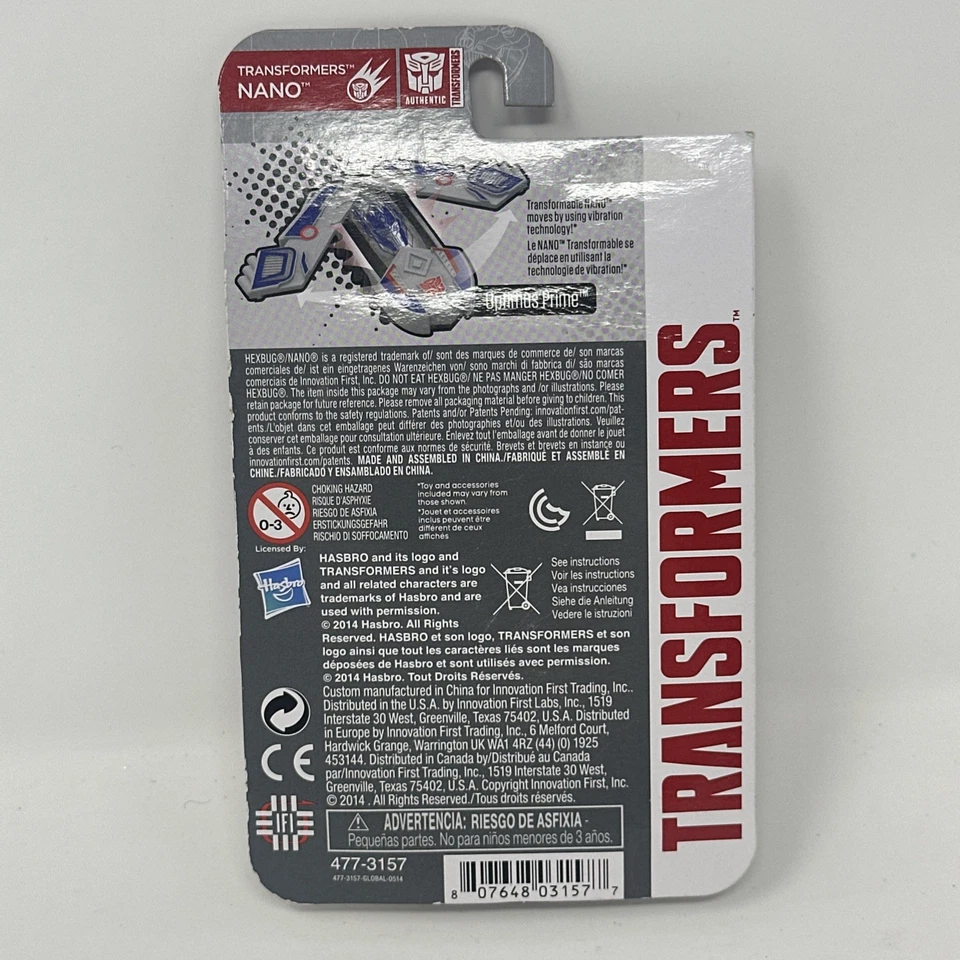 TRANSFORMERS™
NANO™
AUTHENTIC
TRANSFORMERS
Transformable NANO™
moves by using vibration
technology!*
Le NANO™ Transformable se
déplace en utilisant la
technologie de vibration!*
Optimus Prime™
HEXBUG®/NANO® is a registered trademark of/ sont des marques de commerce de/ son marcas
comerciales de/ ist ein eingetragenes Warenzeichen von/ sono marchi di fabbrica di/ são marcas
comerciais de Innovation First, Inc. DO NOT EAT HEXBUG®/ NE PAS MANGER HEXBUG®/NO COMER
HEXBUG®. The item inside this package may vary from the photographs and /or illustrations. Please
retain package for future reference. Please remove all packaging material before giving to children. This
product conforms to the safety regulations. Patents and/or Patents Pending: innovationfirst.com/pat-
ents./L'objet dans cet emballage peut différer des photographies et/ou des illustrations. Veuillez
conserver cet emballage pour consultation ultérieure. Enlevez tout l'emballage avant de donner le jouet
à enfants. Ce produit est conforme aux normes de sécurité. Brevets et brevets en instance ou
innovationfirst.com/patents. MADE AND ASSEMBLED IN CHINA./FABRIQUÉ ET ASSEMBLÉ EN
CHINE./FABRICADO Y ENSAMBLADO EN CHINA.
0-3
CHOKING HAZARD
RISQUE D'ASPHYXIE
RIESGO DE ASFIXIA
ERSTICKUNGSGEFAHR
RISCHIO DI SOFFOCAMENTO
*Toy and accessories
included may vary from
those shown.
*Jouet et accessoires
inclus peuvent être
différent de ceux
affichés
Licensed By:
Hasbro
HASBRO and its logo and
TRANSFORMERS and it's logo
and all related characters are
trademarks of Hasbro and are
used with permission.
© 2014 Hasbro. All Rights
Reserved. HASBRO et son logo, TRANSFORMERS et son
logo ainsi que tout les caractères liés sont les marques
déposées de Hasbro et sont utilisés avec permission.
© 2014 Hasbro. Tout Droits Réservés.
See instructions
Voir les instructions
Vea instrucciones
Siehe die Anleitung
Vedere le istruzioni
Custom manufactured in China for Innovation First Trading, Inc..
Distributed in the U.S.A. by Innovation First Labs, Inc., 1519
Interstate 30 West, Greenville, Texas 75402, U.S.A. Distributed
in Europe by Innovation First Trading, Inc., 6 Melford Court,
Hardwick Grange, Warrington UK WA1 4RZ (44) (0) 1925
453144. Distributed in Canada by/Distribué au Canada
par/Innovation First Trading, Inc., 1519 Interstate 30 West,
Greenville, Texas 75402, U.S.A. Copyright Innovation First, Inc.
© 2014 . All Rights Reserved./Tous droits réservés.
CE
IFI
ADVERTENCIA: RIESGO DE ASFIXIA -
Pequeñas partes. No para niños menores de 3 años.
477-3157
477-3157-GLOBAL-0514
8 07648 03157 7
TRANSFORMERS™